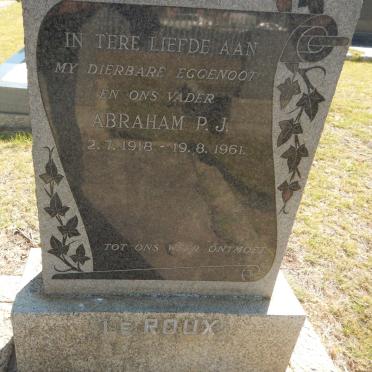 IN TERE LIEFDE AAN
MY DIERBARE EGGENOOT
EN ONS VADER
ABRAHAM P. J.
2. 7. 1918 - 19. 8. 1961.
TOT ONS WEER ONTMOET
LE ROUX